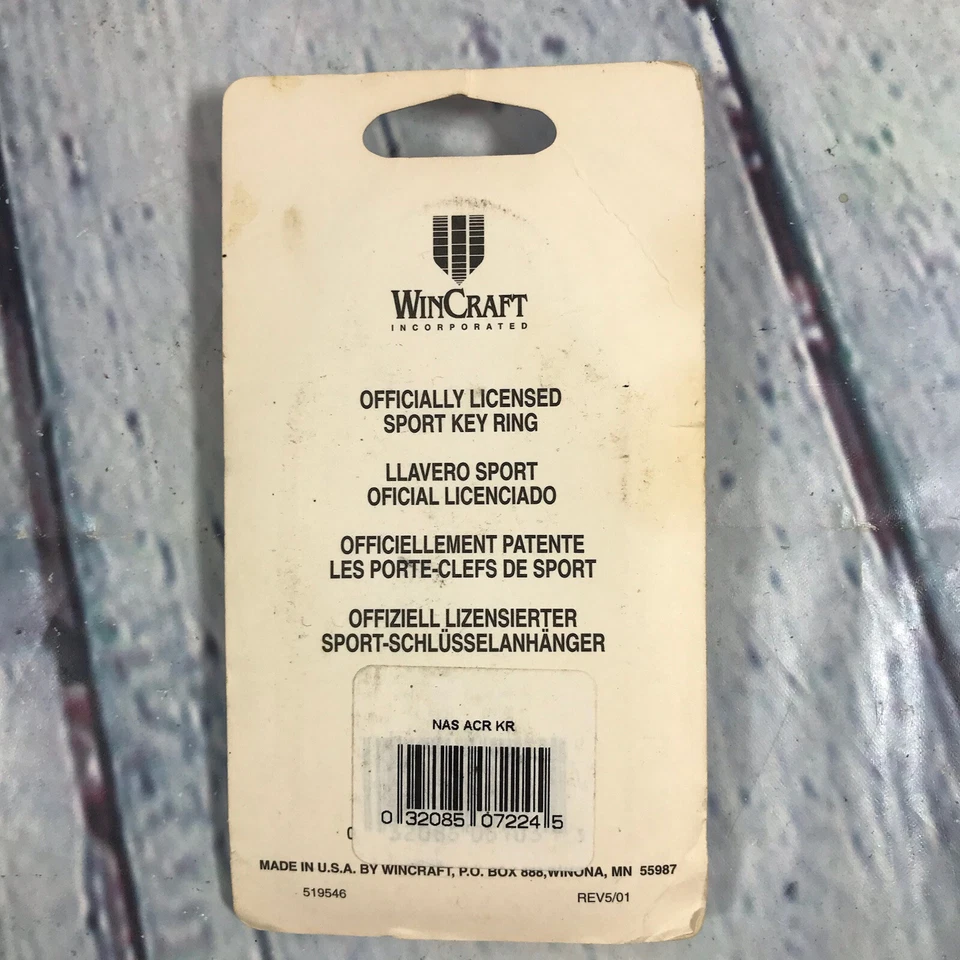 WINCRAFT
INCORPORATED
OFFICIALLY LICENSED
SPORT KEY RING
LLAVERO SPORT
OFICIAL LICENCIADO
OFFICIELLEMENT PATENTE
LES PORTE-CLEFS DE SPORT
OFFIZIELL LIZENSIERTER
SPORT-SCHLÜSSELANHÄNGER
NAS ACR KR
0 32085 07224 5
MADE IN U.S.A. BY WINCRAFT, P.O. BOX 888, WINONA, MN 55987
519546 REV5/01